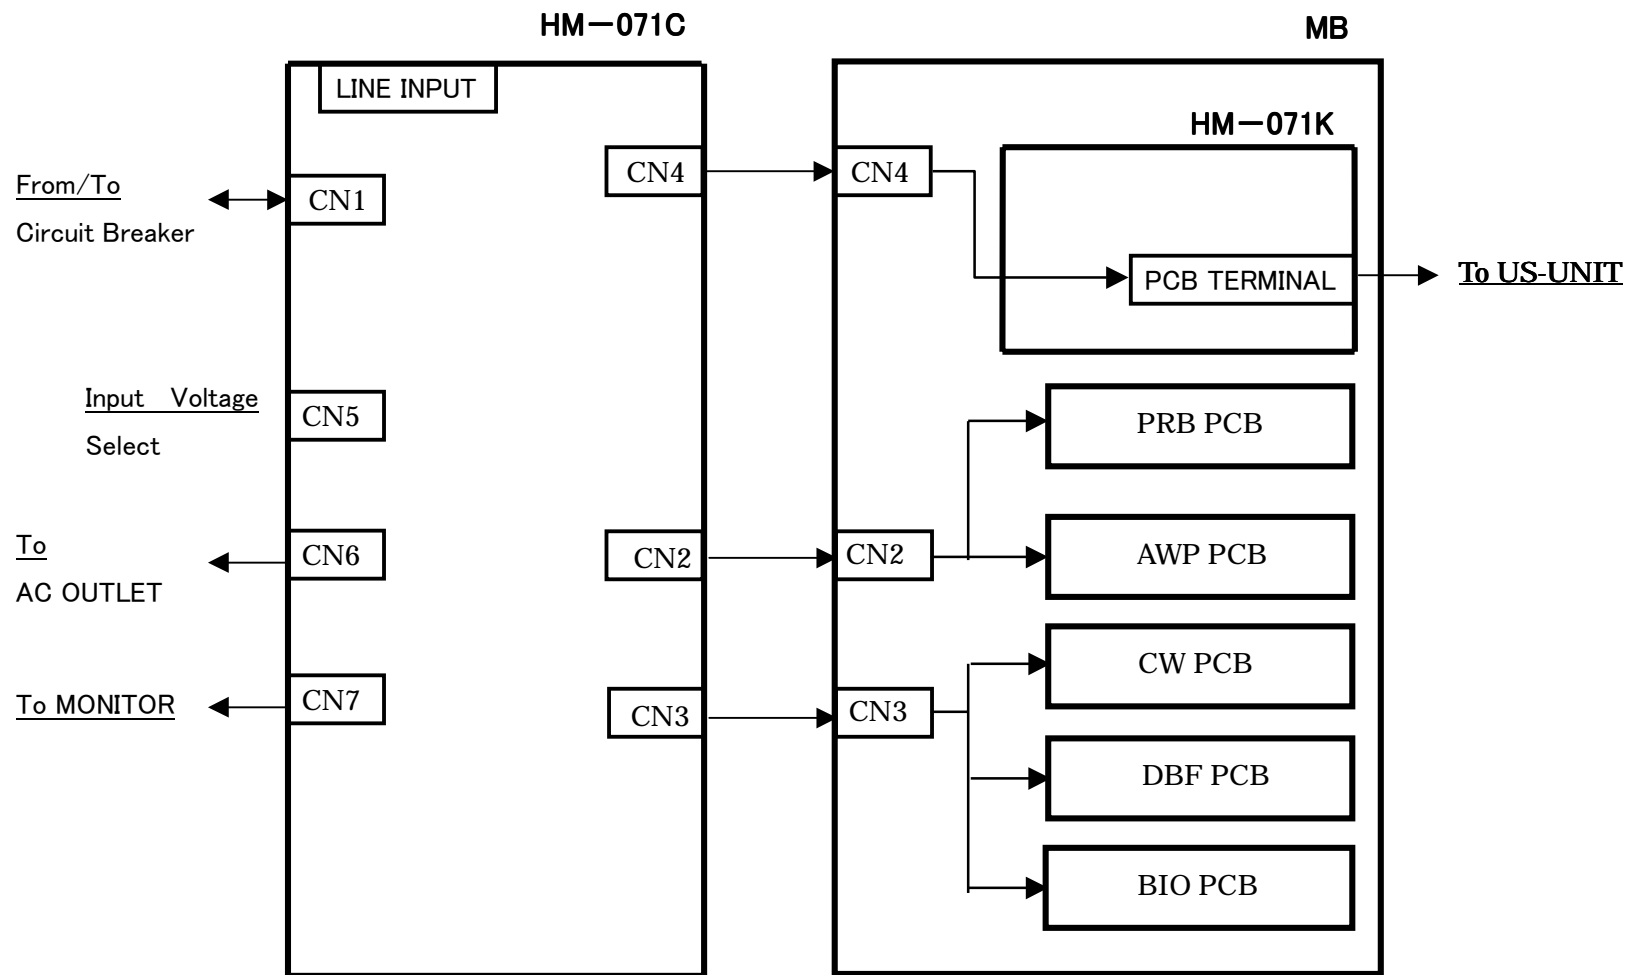 HM－071C
MB
LINE INPUT
HM－071K
CN4
CN4
From/To
Circuit Breaker
CN1
PCB TERMINAL
To US-UNIT
Input Voltage
Select
CN5
PRB PCB
To
AC OUTLET
CN6
CN2
CN2
AWP PCB
CW PCB
To MONITOR
CN7
CN3
CN3
DBF PCB
BIO PCB